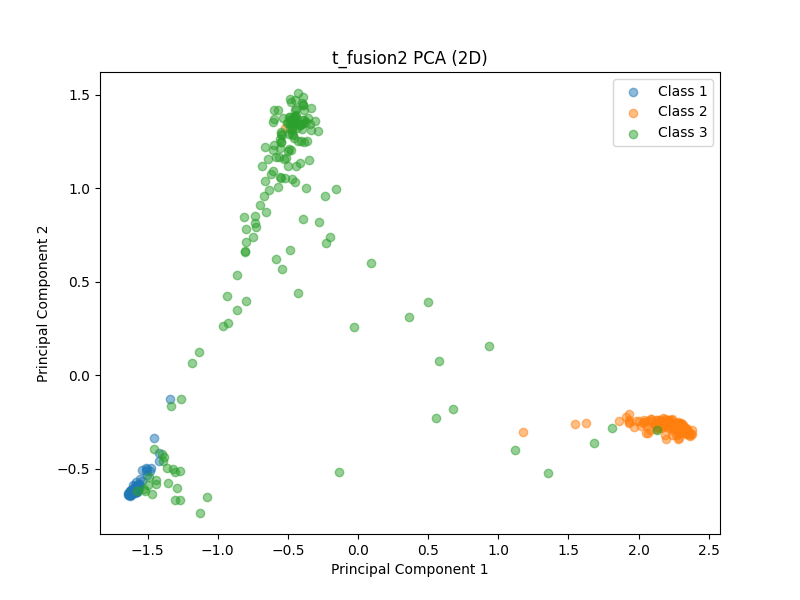 t_fusion2 PCA (2D)
Class 1
Class 2
Class 3
1.5
1.0
0.5
0.0
−0.5
Principal Component 2
−1.5
−1.0
−0.5
0.0
0.5
1.0
1.5
2.0
2.5
Principal Component 1